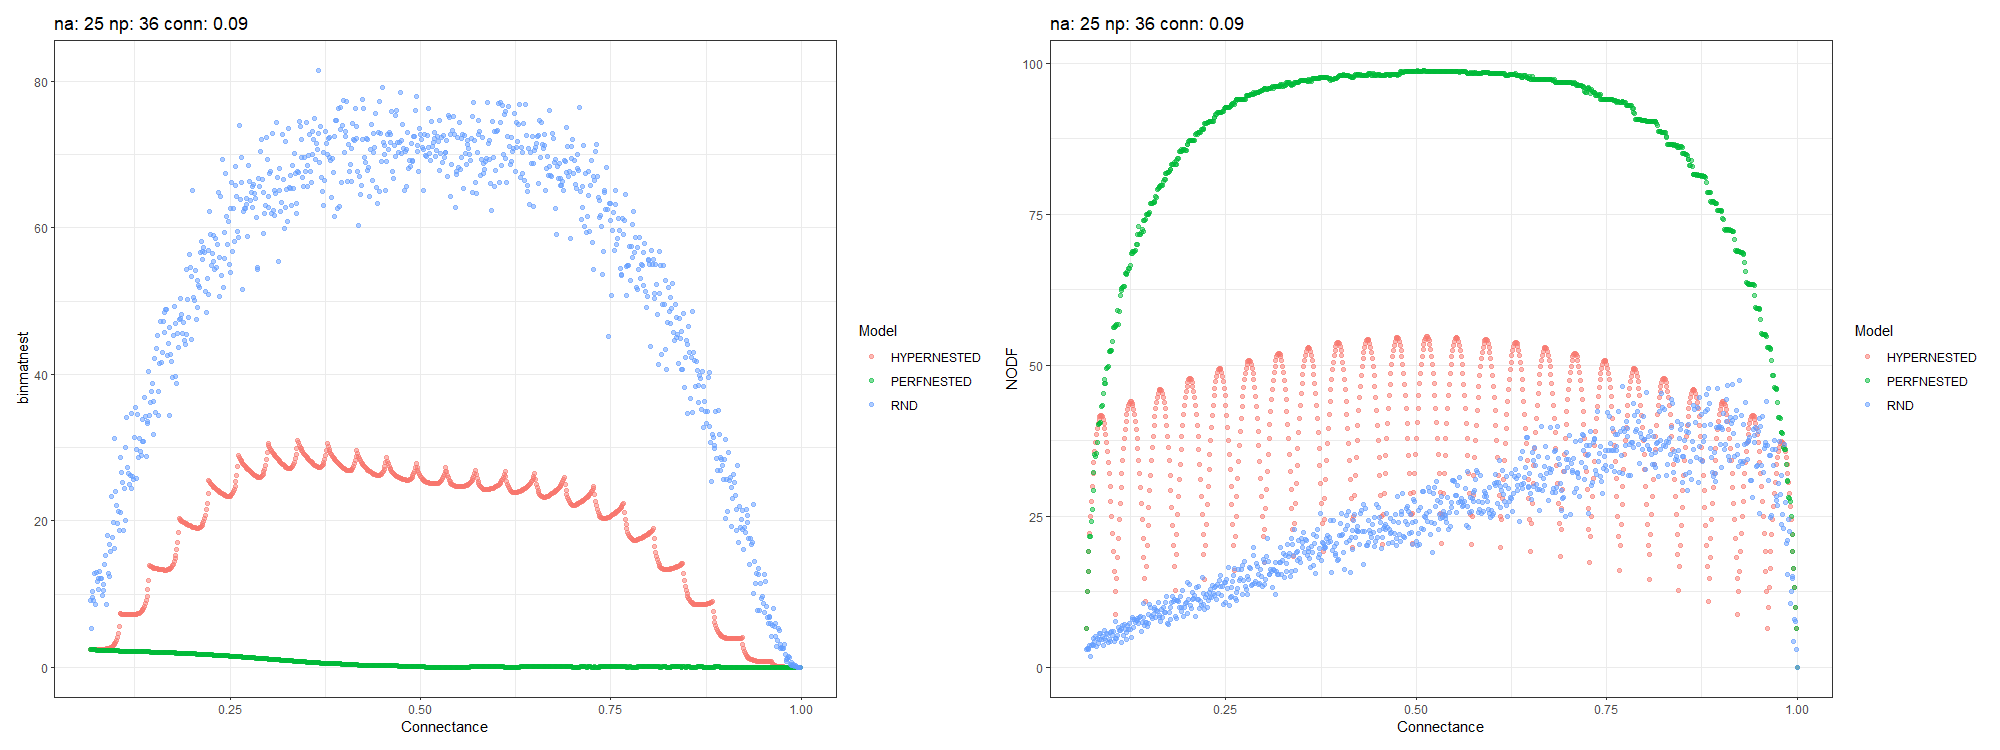 na: 25 np: 36 conn: 0.09
80
60
40
20
0
binmatnest
0.25 0.50 0.75 1.00
Connectance
Model
HYPERNESTED
PERFNESTED
RND
na: 25 np: 36 conn: 0.09
100
75
50
25
0
NODF
0.25 0.50 0.75 1.00
Connectance
Model
HYPERNESTED
PERFNESTED
RND